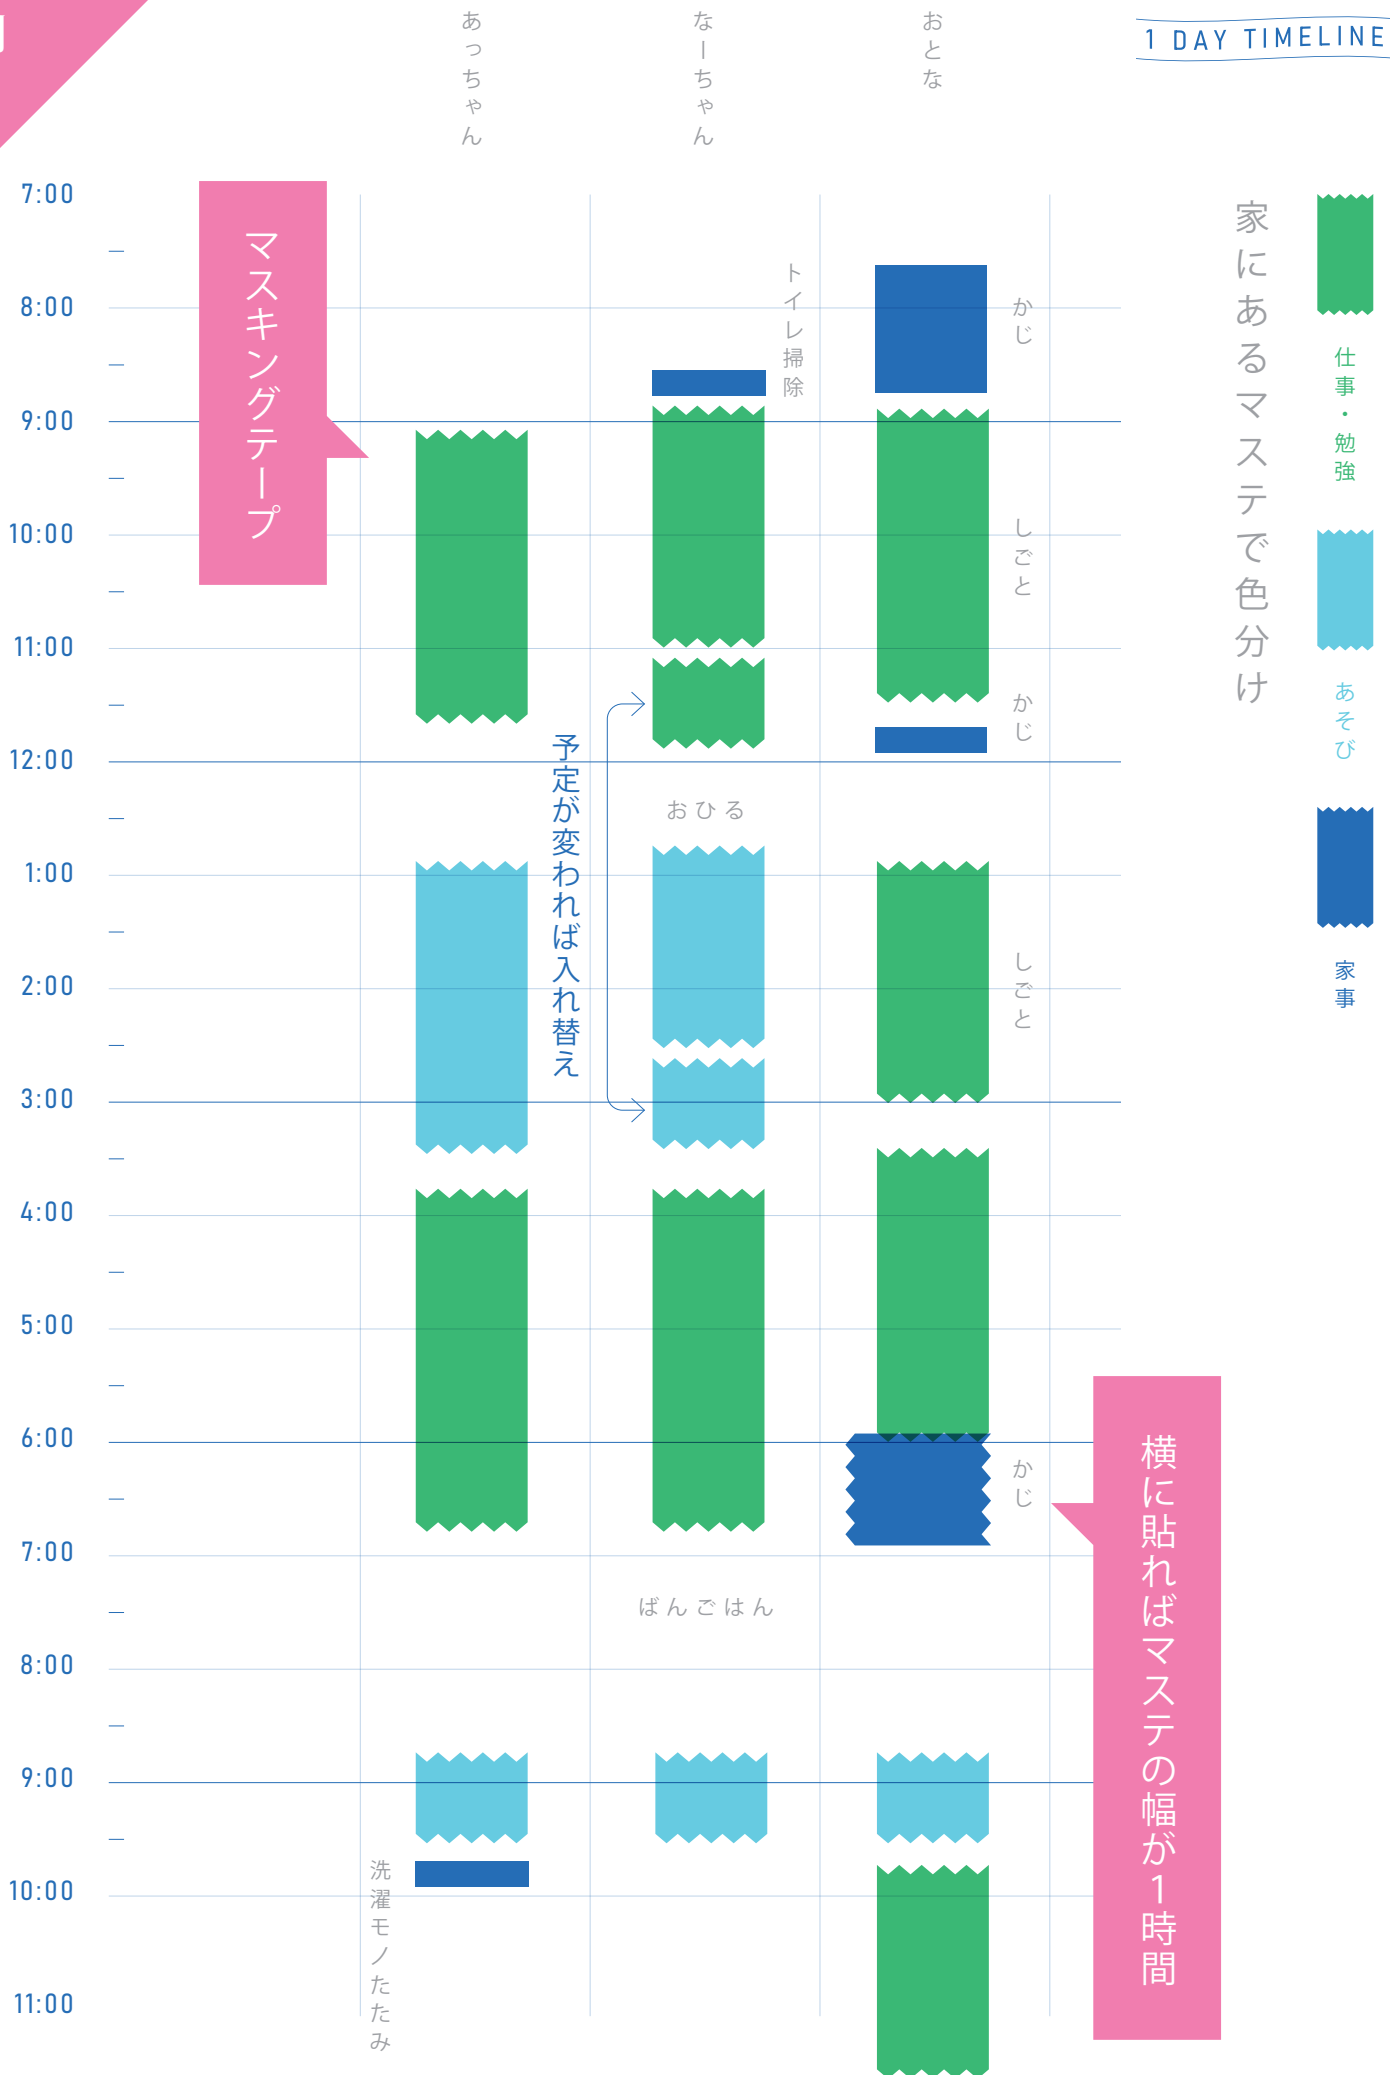 1 DAY TIMELINE
あっちゃん
なーちゃん
おとな
7:00
8:00
9:00
10:00
11:00
12:00
1:00
2:00
3:00
4:00
5:00
6:00
7:00
8:00
9:00
10:00
11:00
マスキングテープ
トイレ掃除
かじ
しごと
かじ
おひる
予定が変われば入れ替え
しごと
かじ
ばんごはん
洗濯モノたたみ
家にあるマステで色分け
仕事・勉強
あそび
家事
横に貼ればマステの幅が1時間